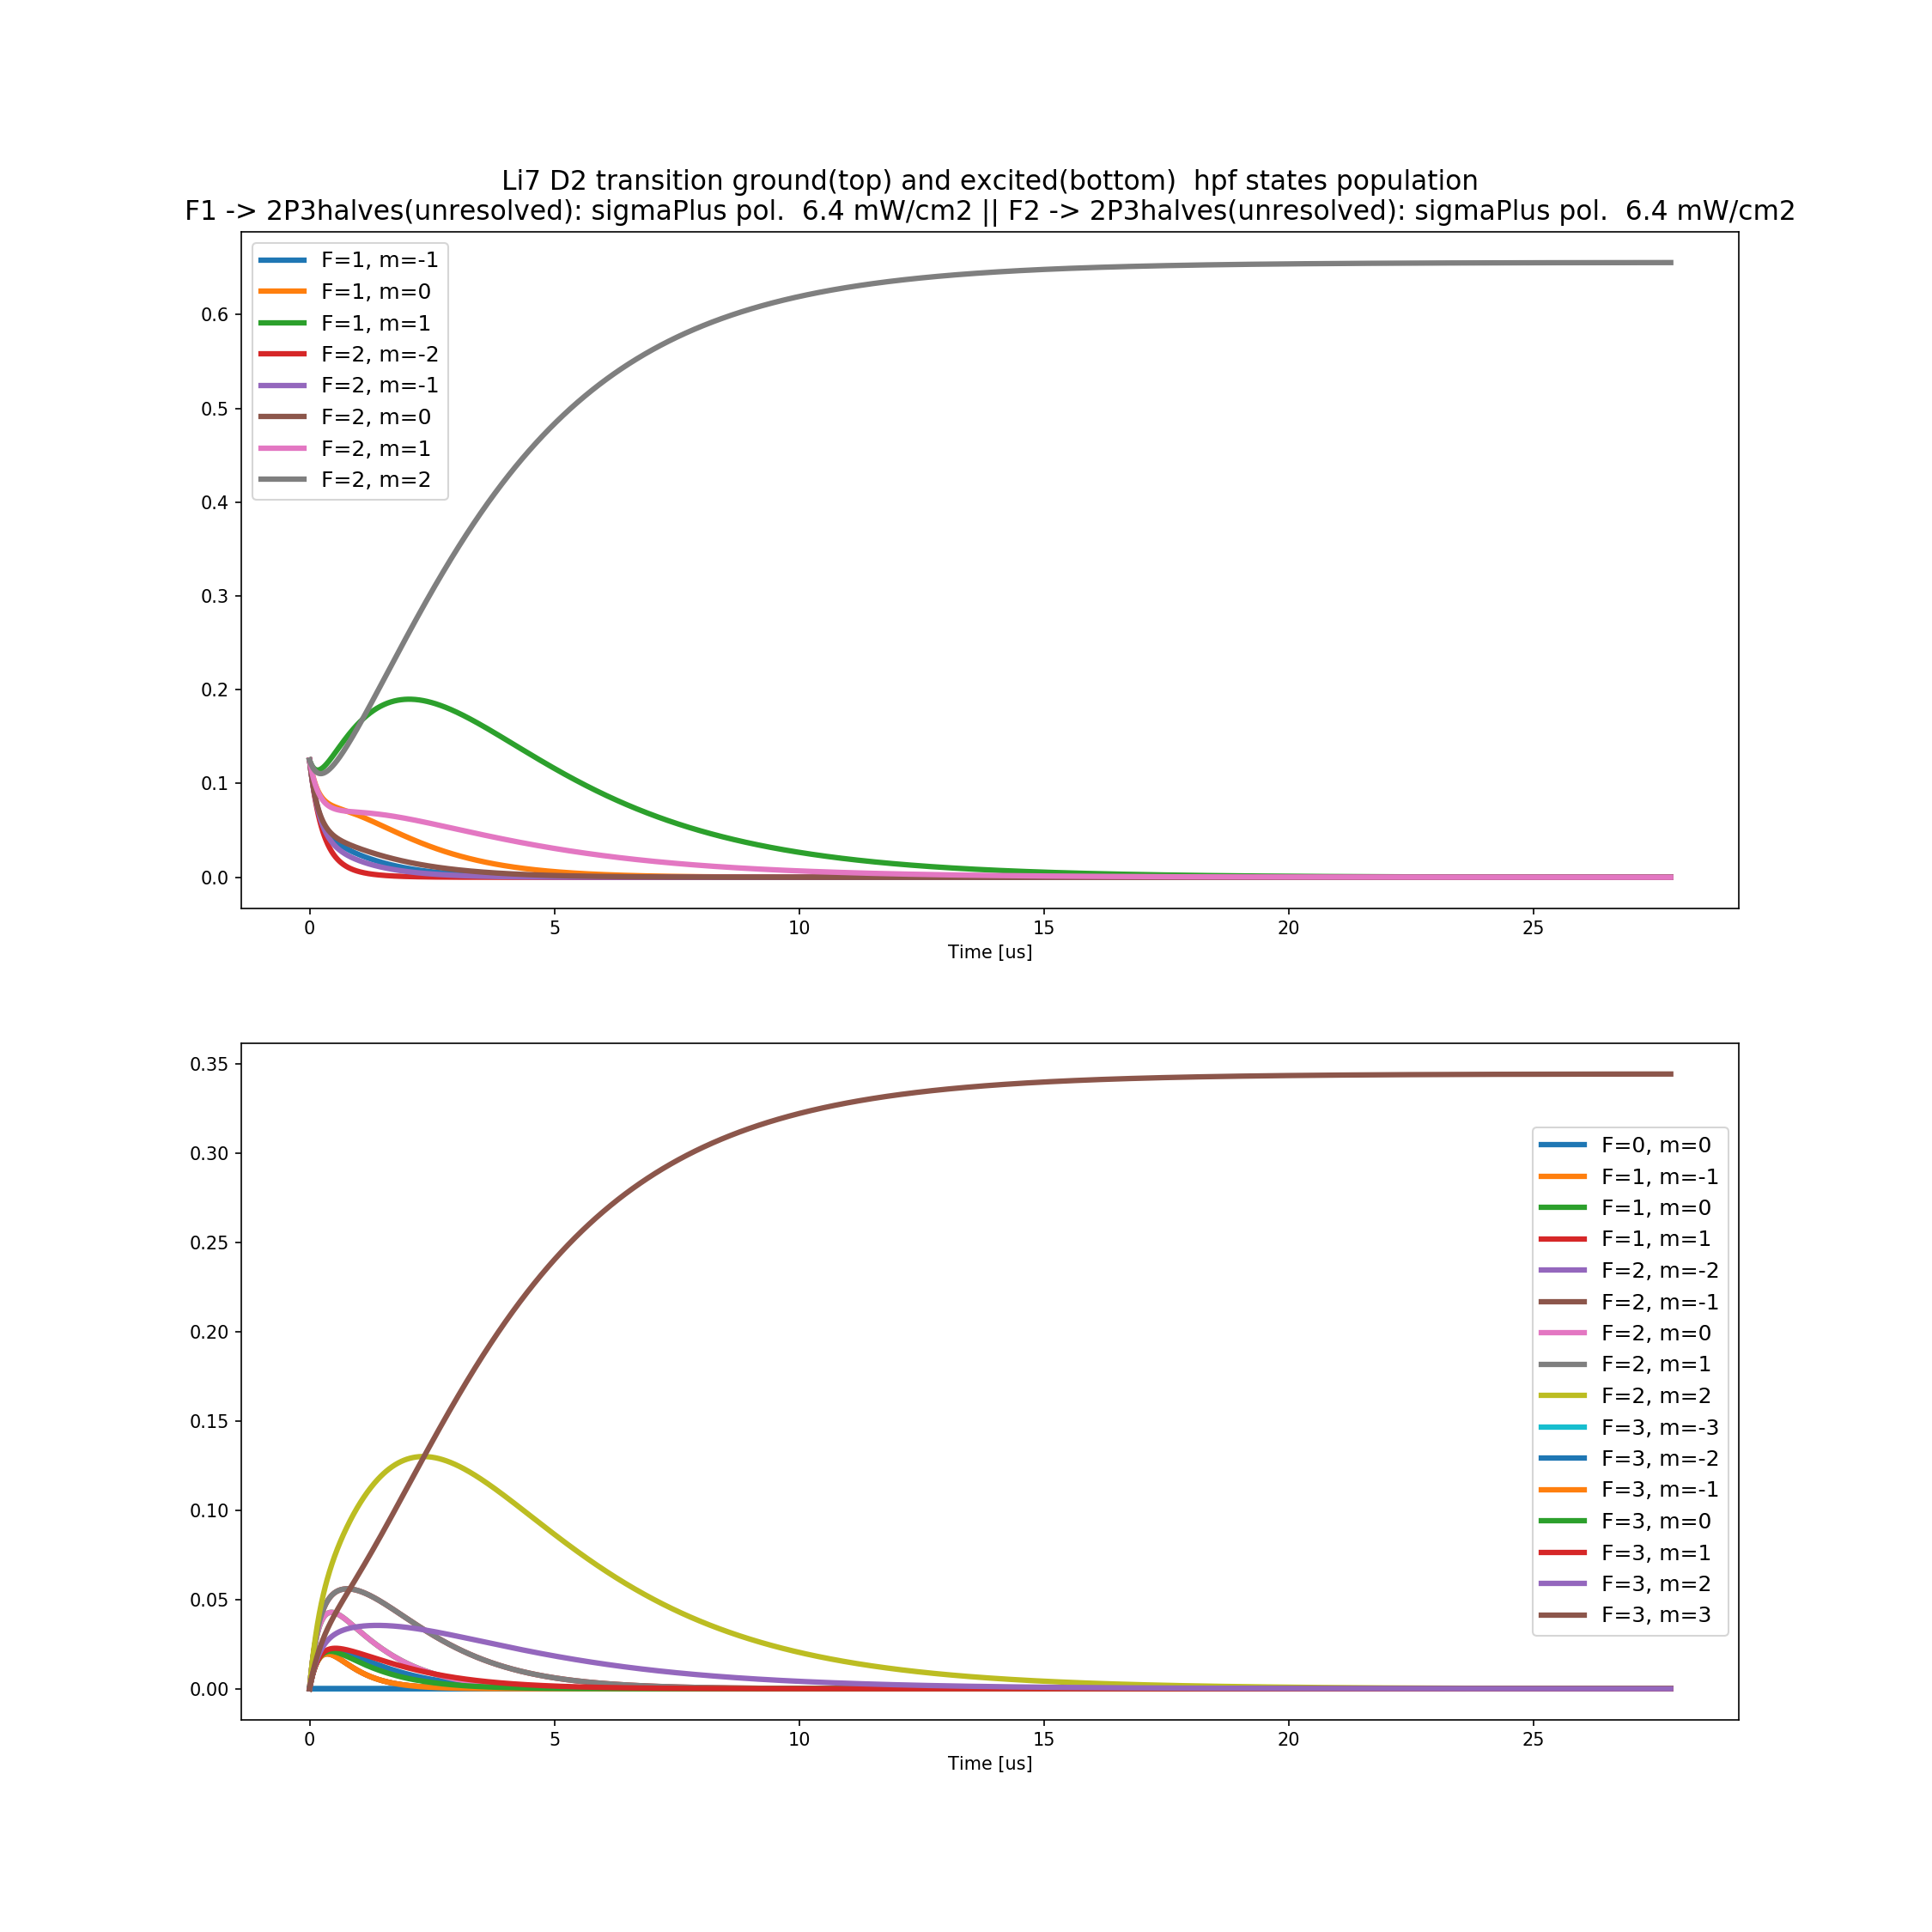 Li7 D2 transition ground(top) and excited(bottom)  hpf states population
F1 -> 2P3halves(unresolved): sigmaPlus pol.  6.4 mW/cm2 || F2 -> 2P3halves(unresolved): sigmaPlus pol.  6.4 mW/cm2
F=1, m=-1
F=1, m=0
F=1, m=1
F=2, m=-2
F=2, m=-1
F=2, m=0
F=2, m=1
F=2, m=2
0.6
0.5
0.4
0.3
0.2
0.1
0.0
0 5 10 15 20 25
Time [us]
0.35
0.30
0.25
0.20
0.15
0.10
0.05
0.00
F=0, m=0
F=1, m=-1
F=1, m=0
F=1, m=1
F=2, m=-2
F=2, m=-1
F=2, m=0
F=2, m=1
F=2, m=2
F=3, m=-3
F=3, m=-2
F=3, m=-1
F=3, m=0
F=3, m=1
F=3, m=2
F=3, m=3
0 5 10 15 20 25
Time [us]